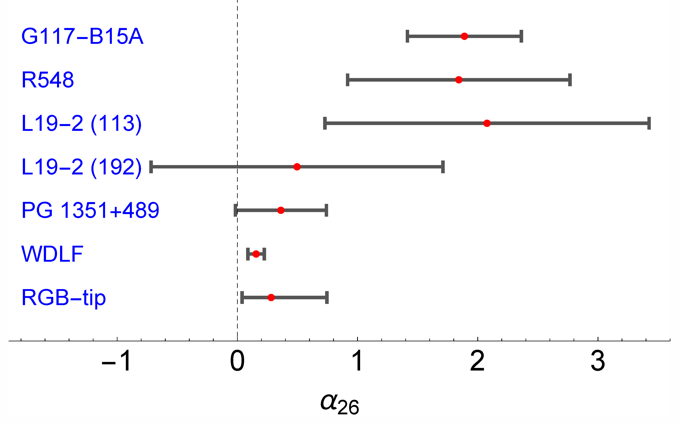 G117−B15A
R548
L19−2 (113)
L19−2 (192)
PG 1351+489
WDLF
RGB−tip
−1 0 1 2 3
α26